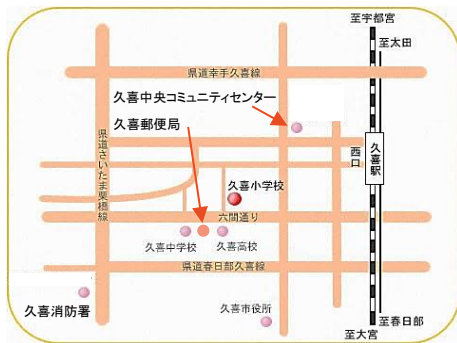 至宇都宮
至太田
県道幸手久喜線
久喜中央コミュニティセンター
久喜郵便局
県道さいたま栗橋線
西口
久喜駅
久喜小学校
六間通り
久喜中学校
久喜高校
県道春日部久喜線
久喜消防署
久喜市役所
至春日部
至大宮